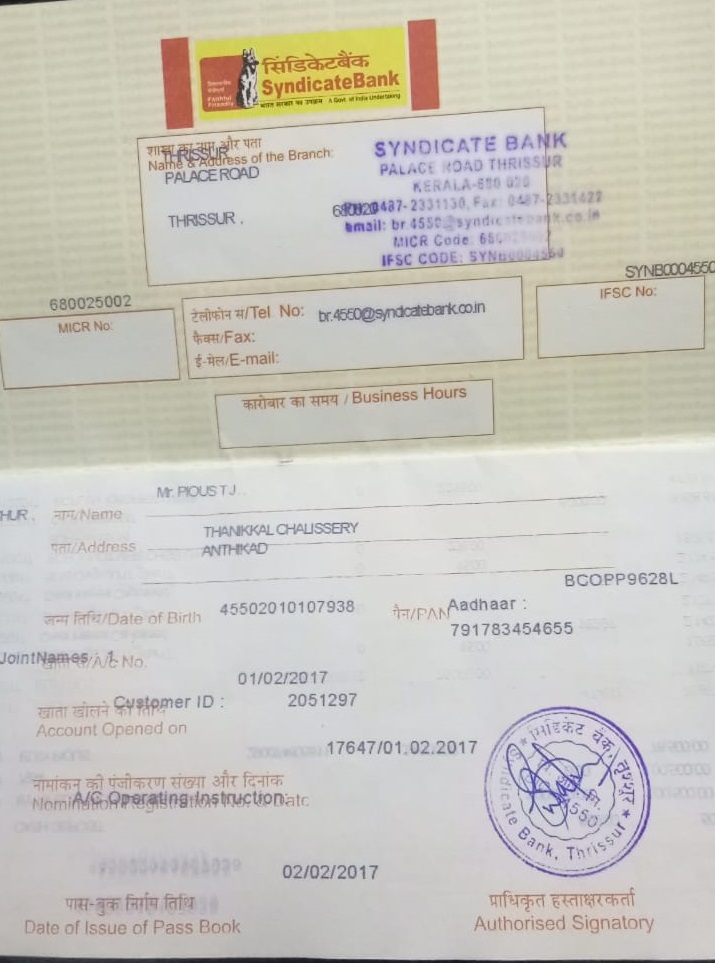 सिंडिकेटबैंक
SyndicateBank
भारत सरकार का उपक्रम A Govt. of India Undertaking
Faithful Friendly
शाखा का नाम और पता
THRISSUR
Name & Address of the Branch:
PALACE ROAD
THRISSUR .
680020
SYNDICATE BANK
PALACE ROAD THRISSUR
KERALA-680 020
0487-2331130, Fax: 0487-2331422
email: br.4550@syndicatebank.co.in
MICR Code:
IFSC CODE: SYNB0004550
680025002
MICR No:
टेलीफोन स/Tel No: br.4550@syndicatebank.co.in
फैक्स/Fax:
ई-मेल/E-mail:
SYNB0004550
IFSC No:
कारोबार का समय / Business Hours
Mr. PIOUS T.J .
HUR . नाम/Name
THANIKKAL CHALISSERY
पता/Address ANTHIKAD
BCOPP9628L
जन्म तिथि/Date of Birth 45502010107938 पैन/PAN Aadhaar :
791783454655
JointNames : 1
खाता सं/A/c No.
01/02/2017
खाता खोलने की तिथि Customer ID : 2051297
Account Opened on
17647/01.02.2017
नामांकन की पंजीकरण संख्या और दिनांक
Nomination Registration No. & Date
A/C Operating Instruction:
सिंडिकेट बैंक, तृश्शूर
4550
Syndicate Bank, Thrissur
02/02/2017
पास-बुक निर्गम तिथि
Date of Issue of Pass Book
प्राधिकृत हस्ताक्षरकर्ता
Authorised Signatory